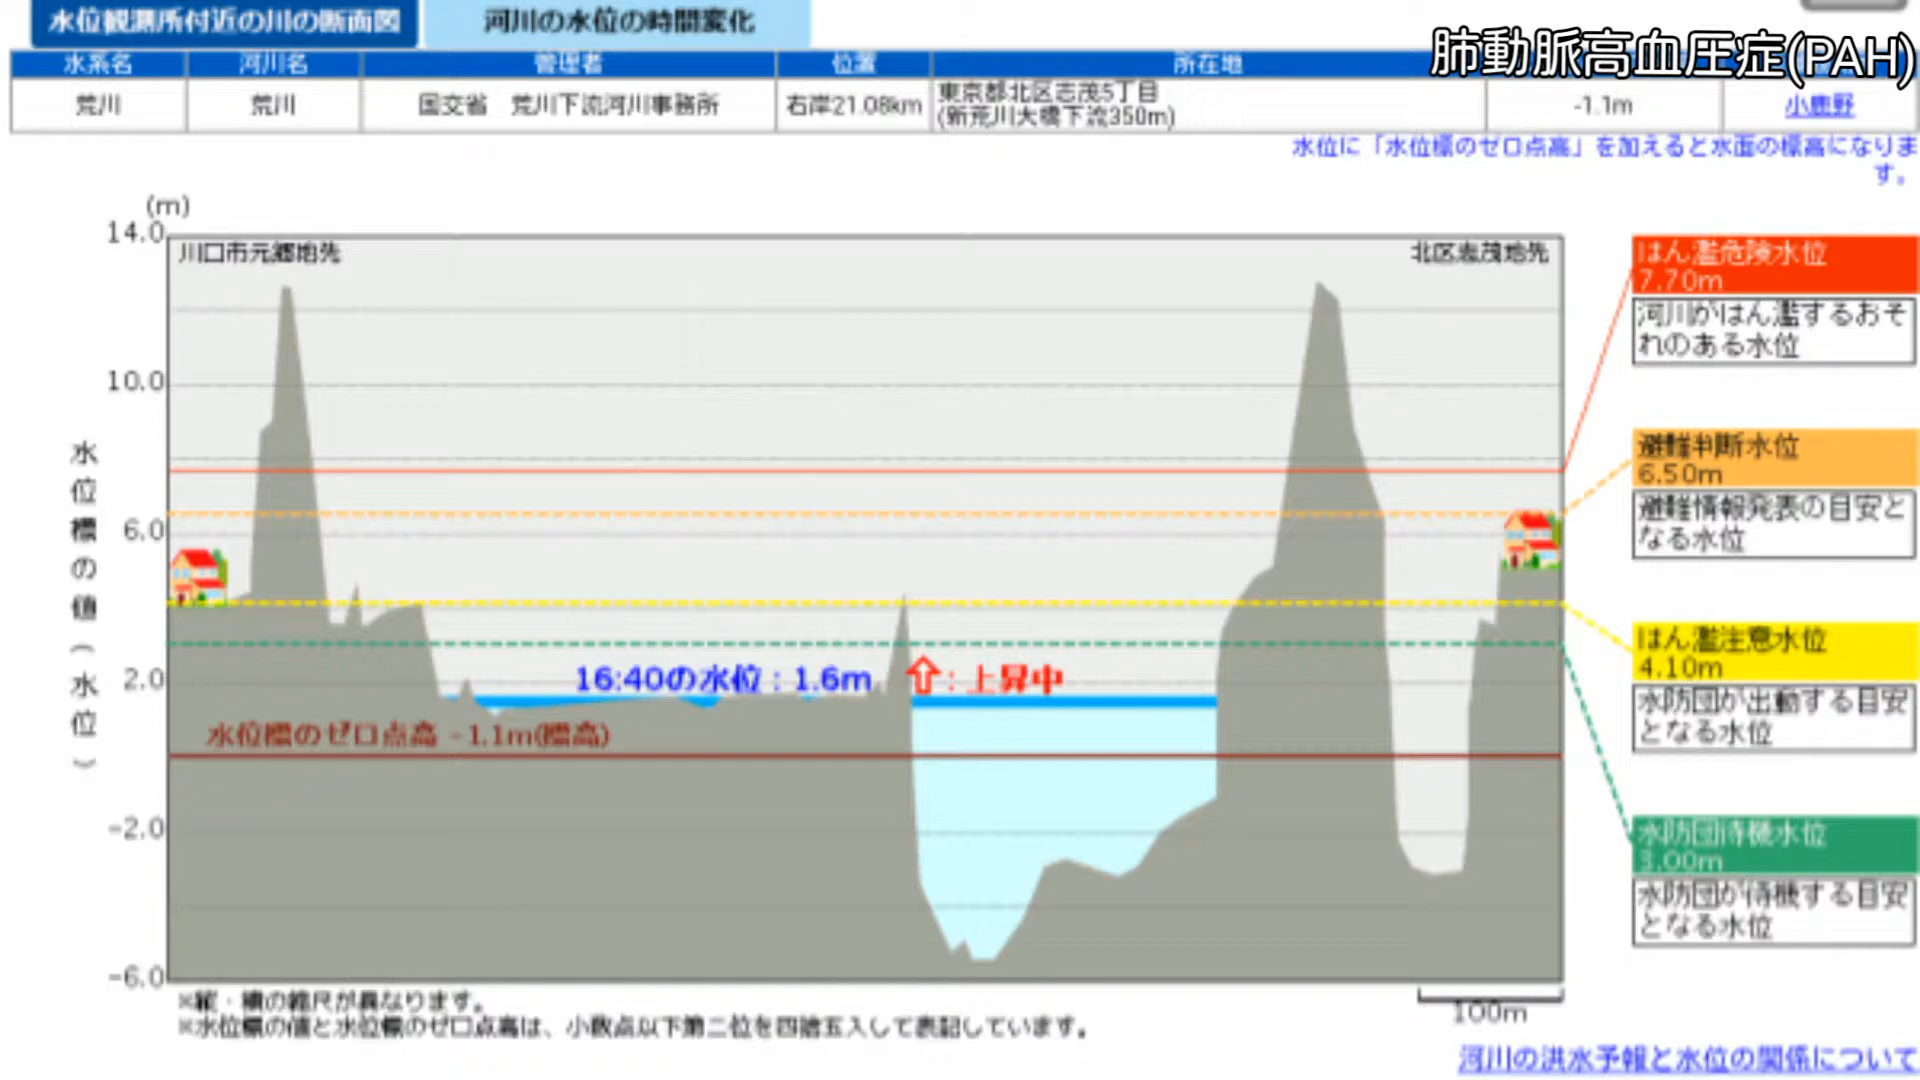 水位観測所付近の川の断面図 河川の水位の時間変化
肺動脈高血圧症(PAH)
水系名 河川名 管理者 位置 所在地
荒川 荒川 国交省 荒川下流河川事務所 右岸21.08km 東京都北区志茂5丁目 -1.1m 小鹿野
(新荒川大橋下流350m)
水位に「水位標のゼロ点高」を加えると水面の標高になりま
す。
(m)
14.0
川口市元郷地先 北区志茂地先
10.0
6.0
2.0
-2.0
-6.0
水位標の値(水位)
16:40の水位:1.6m
:上昇中
水位標のゼロ点高 -1.1m(標高)
はん濫危険水位
7.70m
河川がはん濫するおそ
れのある水位
避難判断水位
6.50m
避難情報発表の目安と
なる水位
はん濫注意水位
4.10m
水防団が出動する目安
となる水位
水防団待機水位
3.00m
水防団が待機する目安
となる水位
※縦・横の縮尺が異なります。
※水位標の値と水位標のゼロ点高は、小数点以下第二位を四捨五入して表記しています。
100m
河川の洪水予報と水位の関係について